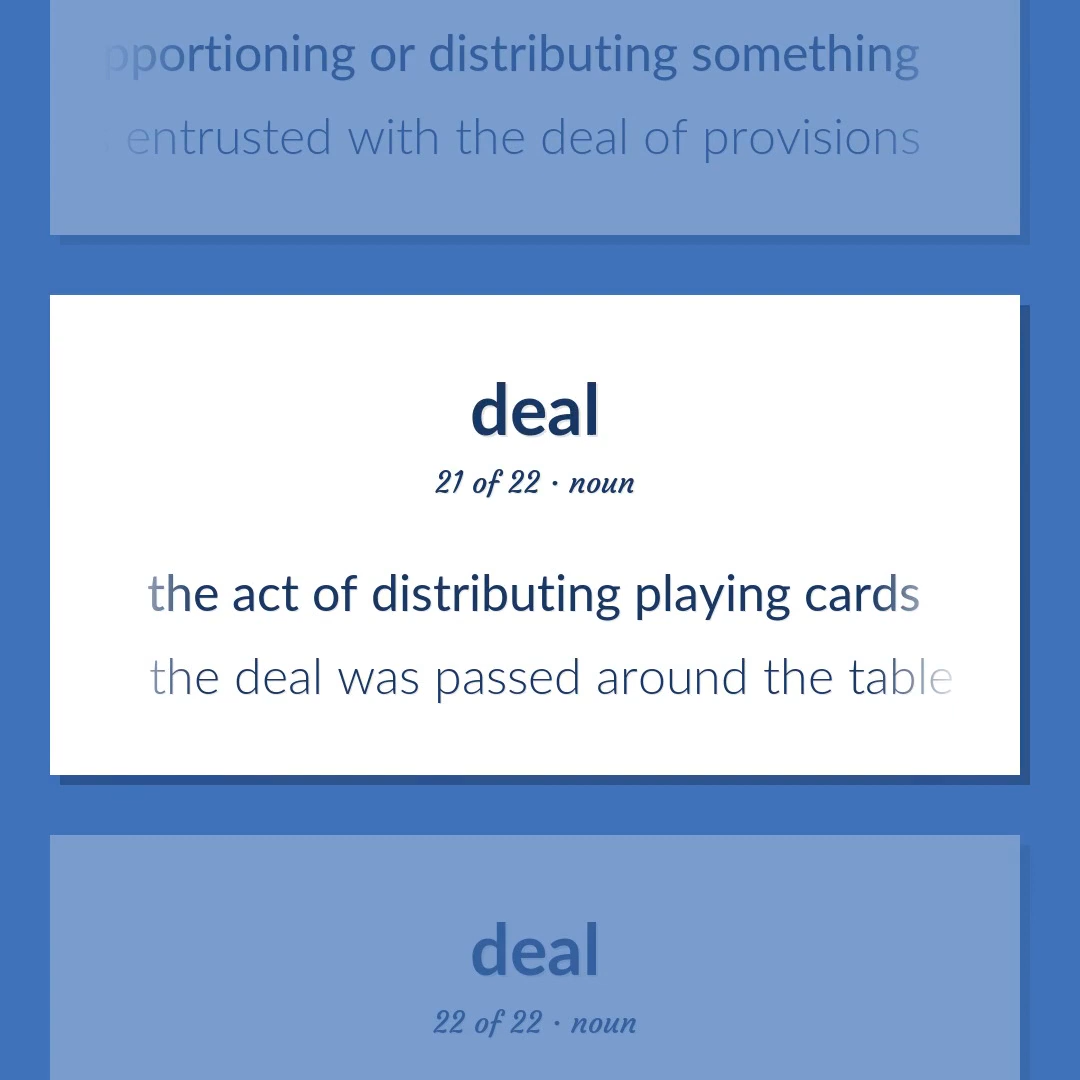 pportioning or distributing something
entrusted with the deal of provisions
deal
21 of 22 · noun
the act of distributing playing cards
the deal was passed around the table
deal
22 of 22 · noun